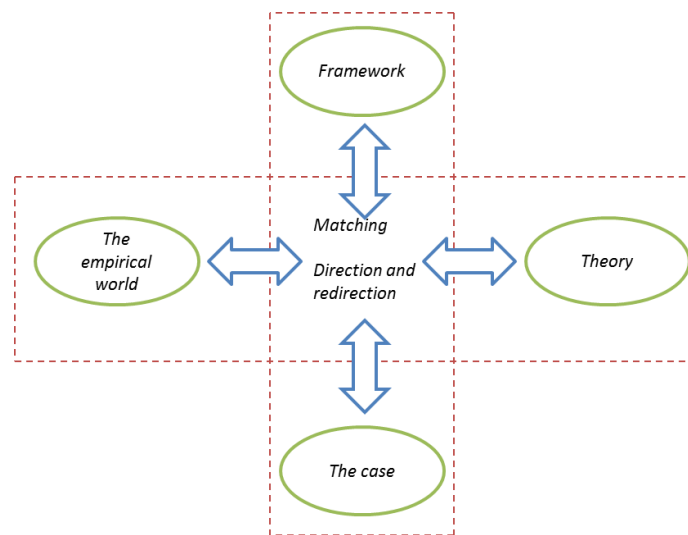 Framework
Matching
Direction and
redirection
The
empirical
world
Theory
The case